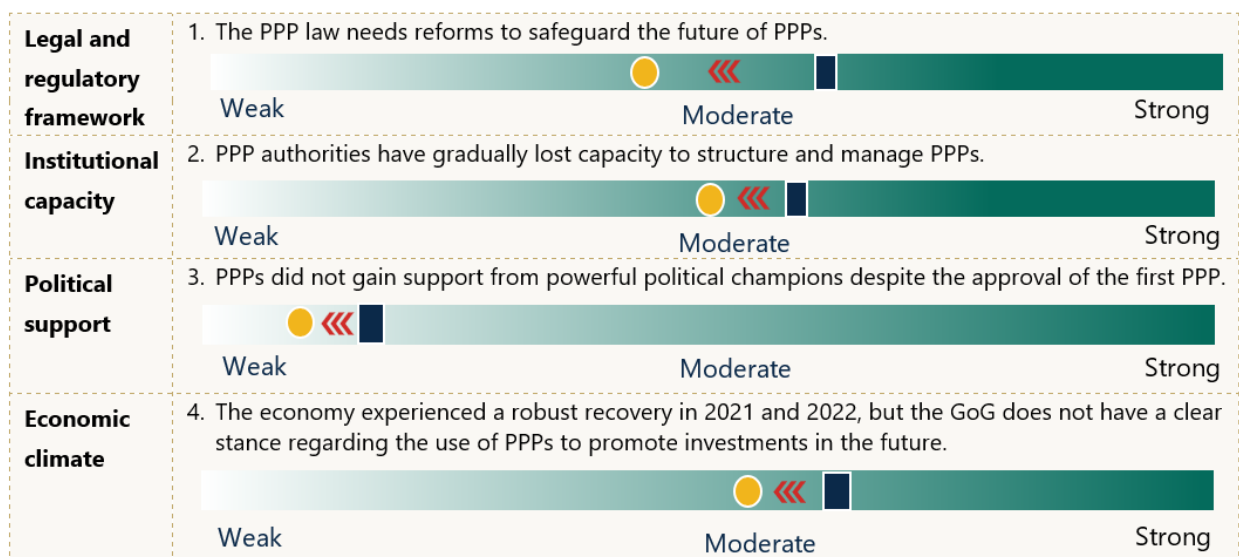 Legal and
regulatory
framework
1. The PPP law needs reforms to safeguard the future of PPPs.
Weak
Moderate
Strong
Institutional
capacity
2. PPP authorities have gradually lost capacity to structure and manage PPPs.
Weak
Moderate
Strong
Political
support
3. PPPs did not gain support from powerful political champions despite the approval of the first PPP.
Weak
Moderate
Strong
Economic
climate
4. The economy experienced a robust recovery in 2021 and 2022, but the GoG does not have a clear
stance regarding the use of PPPs to promote investments in the future.
Weak
Moderate
Strong